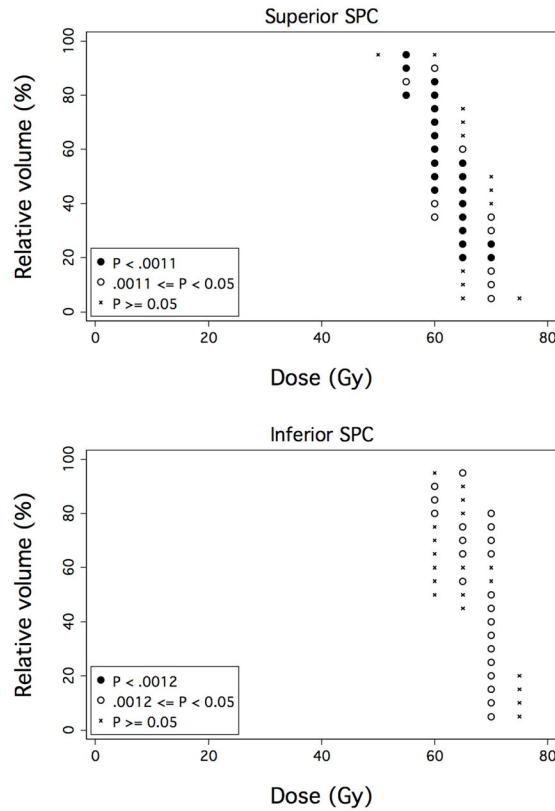 Superior SPC
Relative volume (%)
100
80
60
40
20
0
P < .0011
.0011 <= P < 0.05
P >= 0.05
0 20 40 60 80
Dose (Gy)
Inferior SPC
Relative volume (%)
100
80
60
40
20
0
P < .0012
.0012 <= P < 0.05
P >= 0.05
0 20 40 60 80
Dose (Gy)